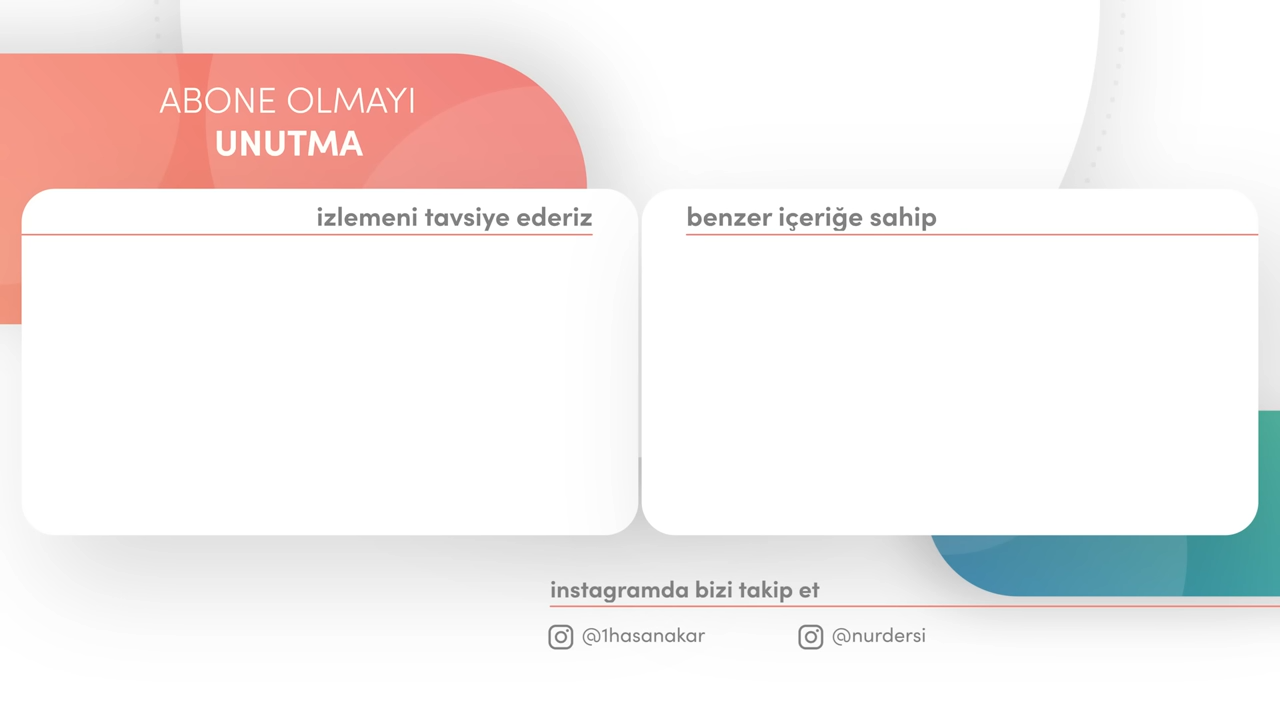 ABONE OLMAYI
UNUTMA
izlemeni tavsiye ederiz
benzer içeriğe sahip
instagramda bizi takip et
@1hasanakar
@nurdersi